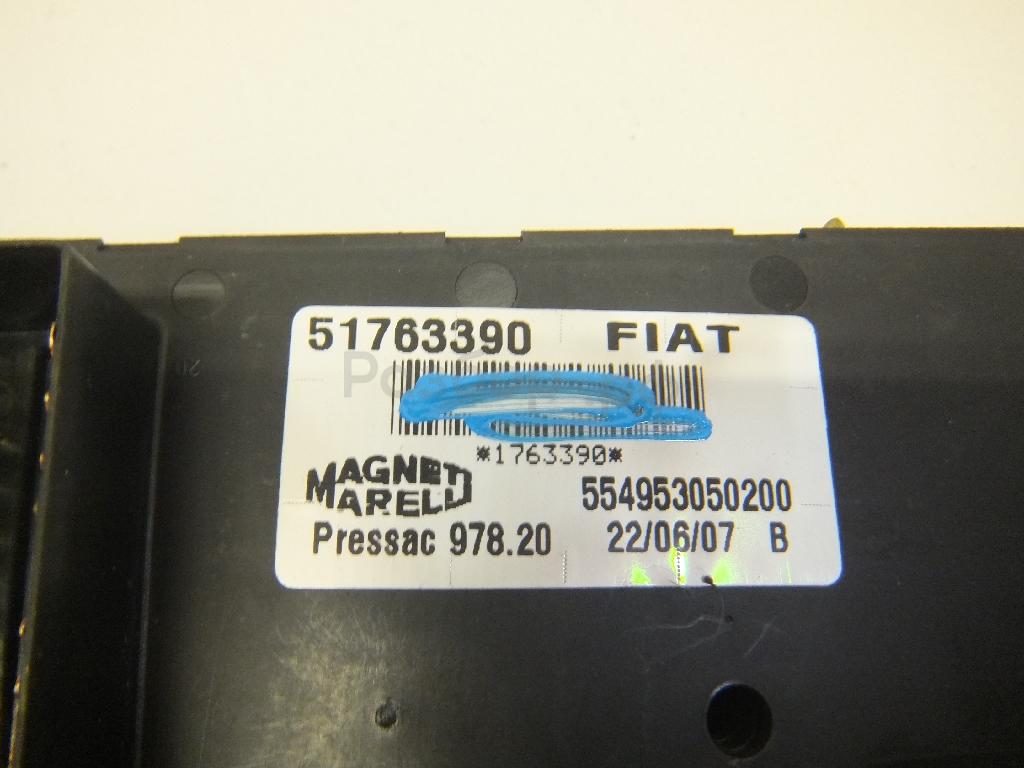 51763390 FIAT
*1763390*
MAGNETI
MARELLI
554953050200
Pressac 978.20 22/06/07 B